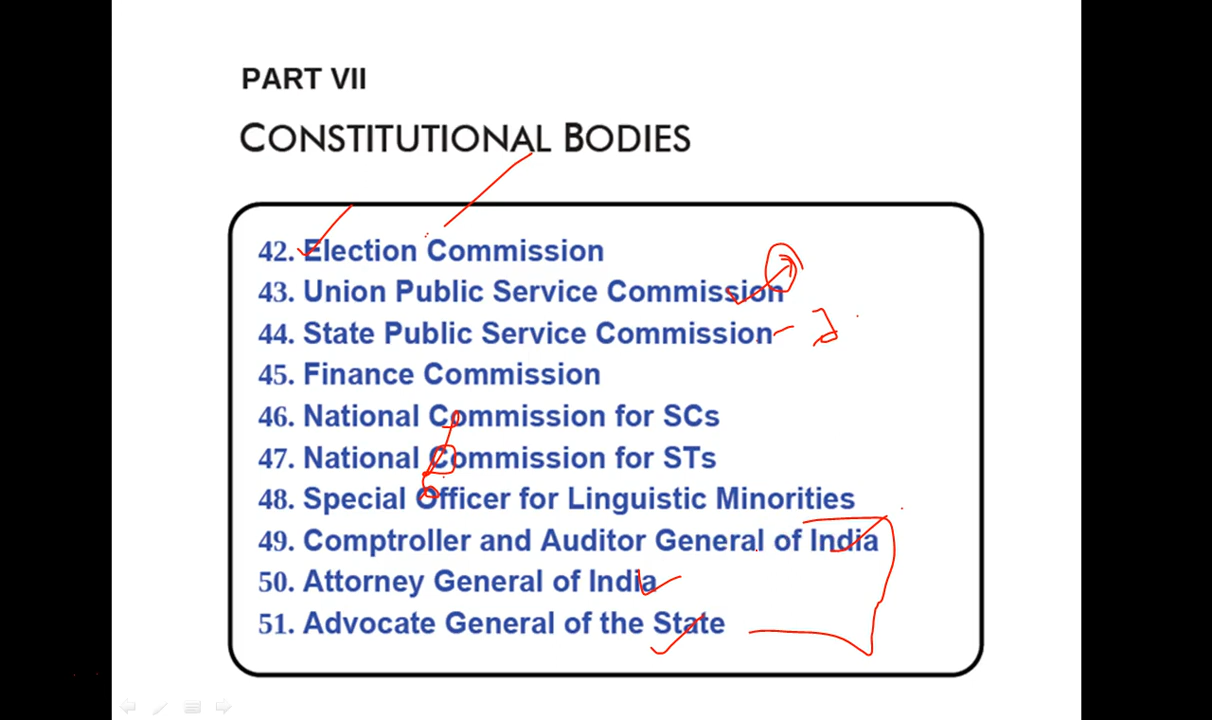 PART VII
CONSTITUTIONAL BODIES
42. Election Commission
43. Union Public Service Commission
44. State Public Service Commission
45. Finance Commission
46. National Commission for SCs
47. National Commission for STs
48. Special Officer for Linguistic Minorities
49. Comptroller and Auditor General of India
50. Attorney General of India
51. Advocate General of the State